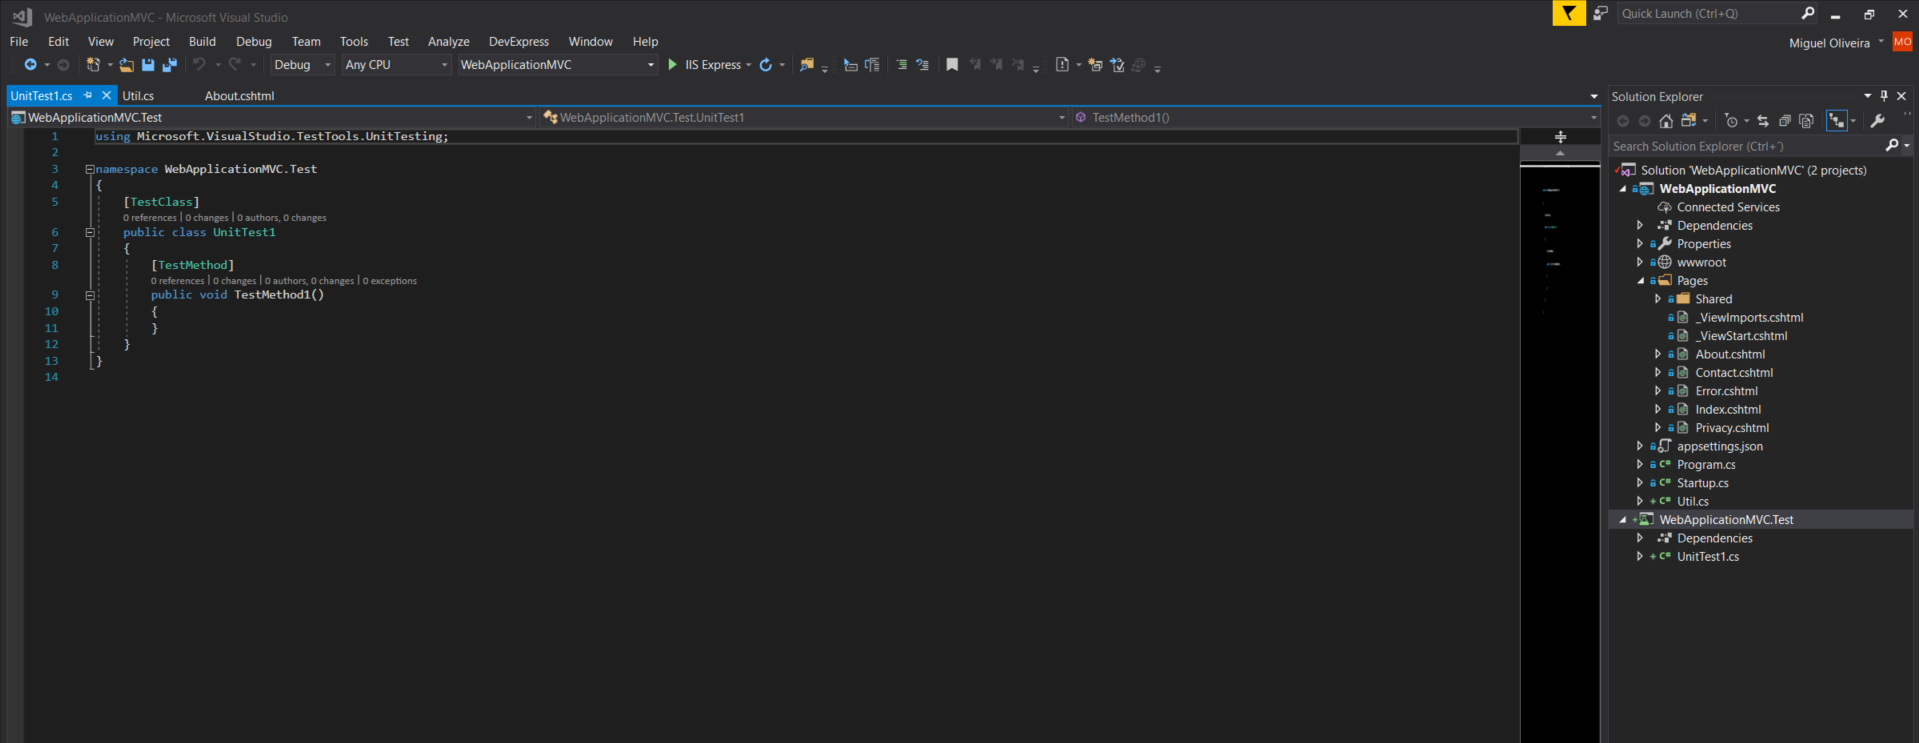 WebApplicationMVC - Microsoft Visual Studio
Quick Launch (Ctrl+Q)
File Edit View Project Build Debug Team Tools Test Analyze DevExpress Window Help
Miguel Oliveira MO
Debug Any CPU WebApplicationMVC IIS Express
UnitTest1.cs Util.cs About.cshtml
WebApplicationMVC.Test WebApplicationMVC.Test.UnitTest1 TestMethod1()
1 using Microsoft.VisualStudio.TestTools.UnitTesting;
2
3 namespace WebApplicationMVC.Test
4 {
5 [TestClass]
0 references | 0 changes | 0 authors, 0 changes
6 public class UnitTest1
7 {
8 [TestMethod]
0 references | 0 changes | 0 authors, 0 changes | 0 exceptions
9 public void TestMethod1()
10 {
11 }
12 }
13 }
14
Solution Explorer
Search Solution Explorer (Ctrl+´)
Solution 'WebApplicationMVC' (2 projects)
WebApplicationMVC
Connected Services
Dependencies
Properties
wwwroot
Pages
Shared
_ViewImports.cshtml
_ViewStart.cshtml
About.cshtml
Contact.cshtml
Error.cshtml
Index.cshtml
Privacy.cshtml
appsettings.json
C# Program.cs
C# Startup.cs
C# Util.cs
WebApplicationMVC.Test
Dependencies
C# UnitTest1.cs